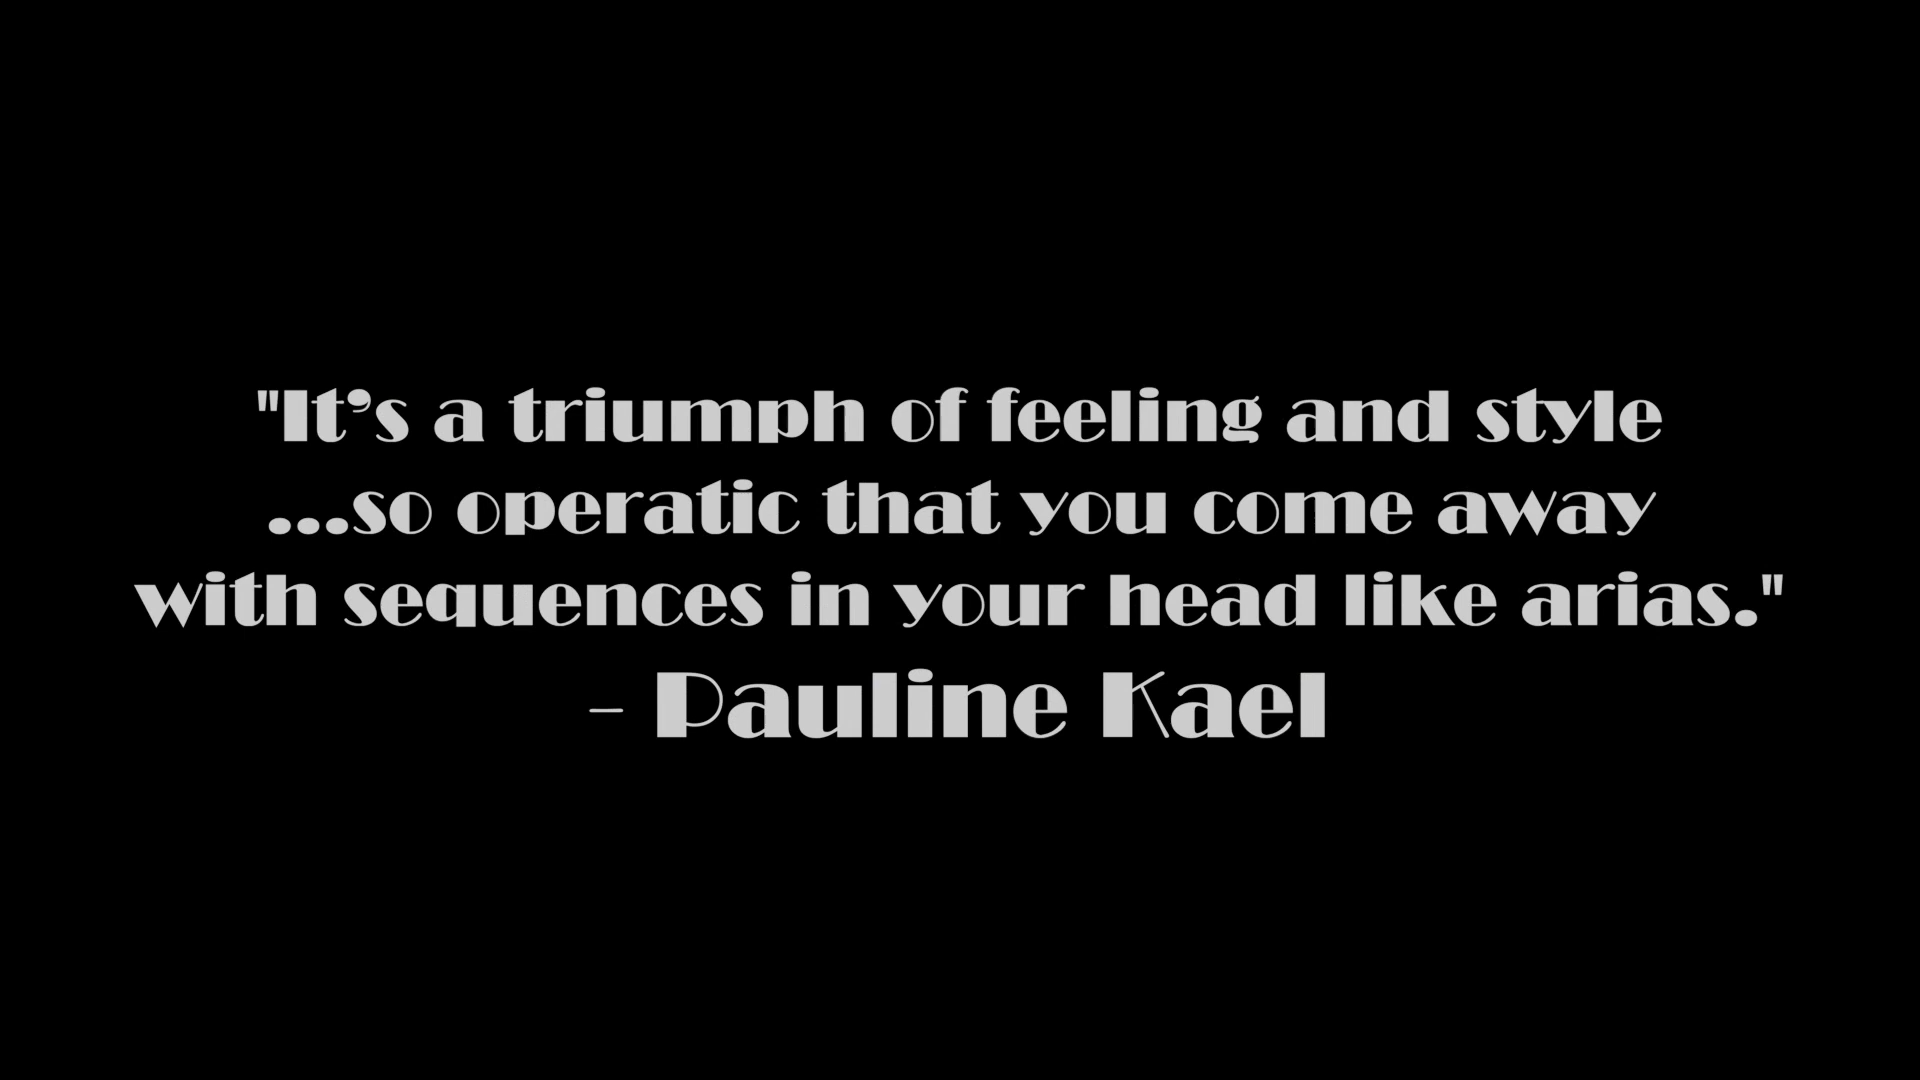 "It’s a triumph of feeling and style
...so operatic that you come away
with sequences in your head like arias."
- Pauline Kael